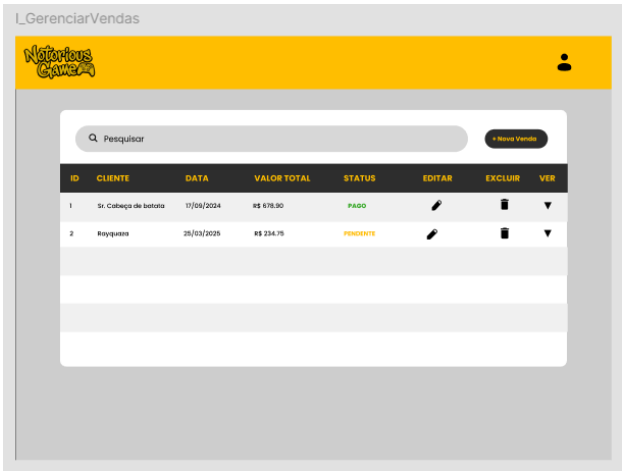 I_GerenciarVendas
Notorious
Game
Pesquisar
+ Nova Venda
ID CLIENTE DATA VALOR TOTAL STATUS EDITAR EXCLUIR VER
1 Sr. Cabeça de batata 17/09/2024 R$ 678.90 PAGO
2 Rayquaza 25/03/2025 R$ 234.75 PENDENTE